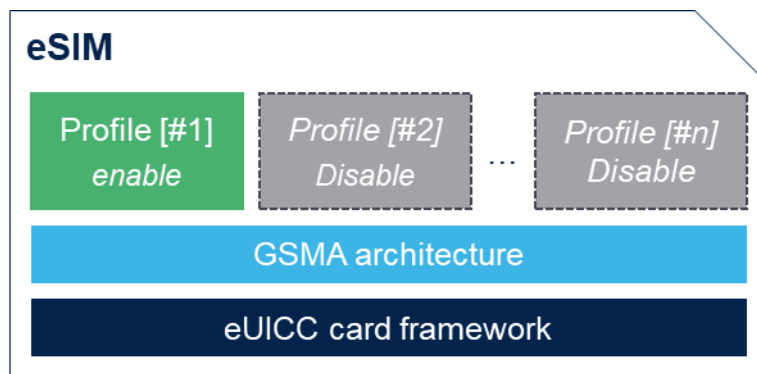 eSIM
Profile [#1]
enable
Profile [#2]
Disable
...
Profile [#n]
Disable
GSMA architecture
eUICC card framework